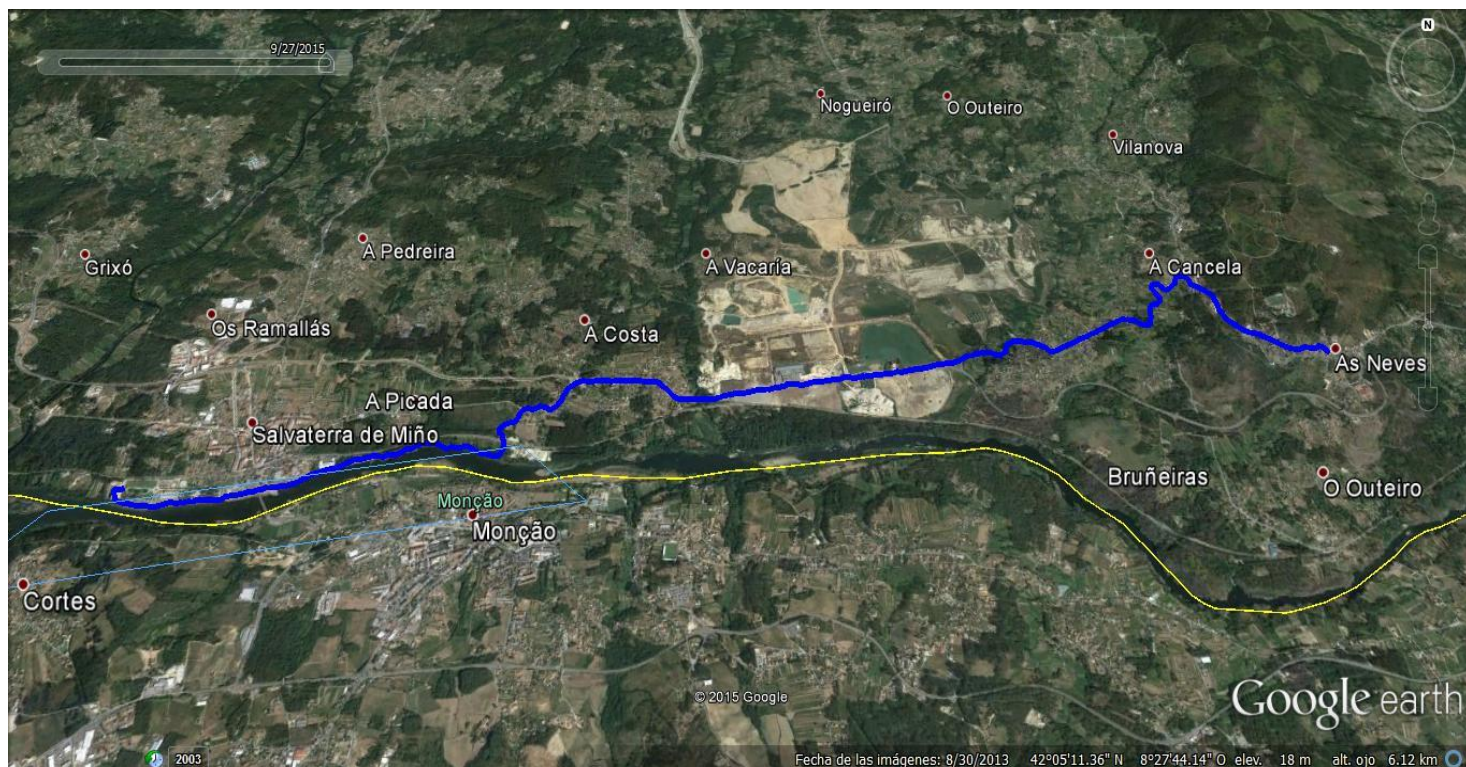 N
9/27/2015
Nogueiró
O Outeiro
Vilanova
A Pedreira
Grixó
A Vacaría
A Cancela
Os Ramallás
A Costa
As Neves
A Picada
Salvaterra de Miño
Bruñeiras
O Outeiro
Monção
Monção
Cortes
© 2015 Google
Google earth
2003
Fecha de las imágenes: 8/30/2013 42°05'11.36" N 8°27'44.14" O elev. 18 m alt. ojo 6.12 km